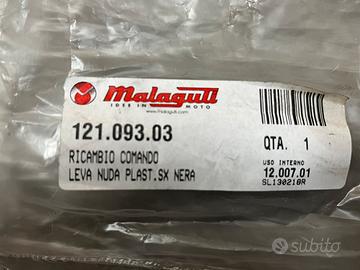 malaguti
IDEE IN MOTO
www.malaguti.com
121.093.03
QTA. 1
RICAMBIO COMANDO
LEVA NUDA PLAST.SX NERA
USO INTERNO
12.007.01
SL130218R
subito